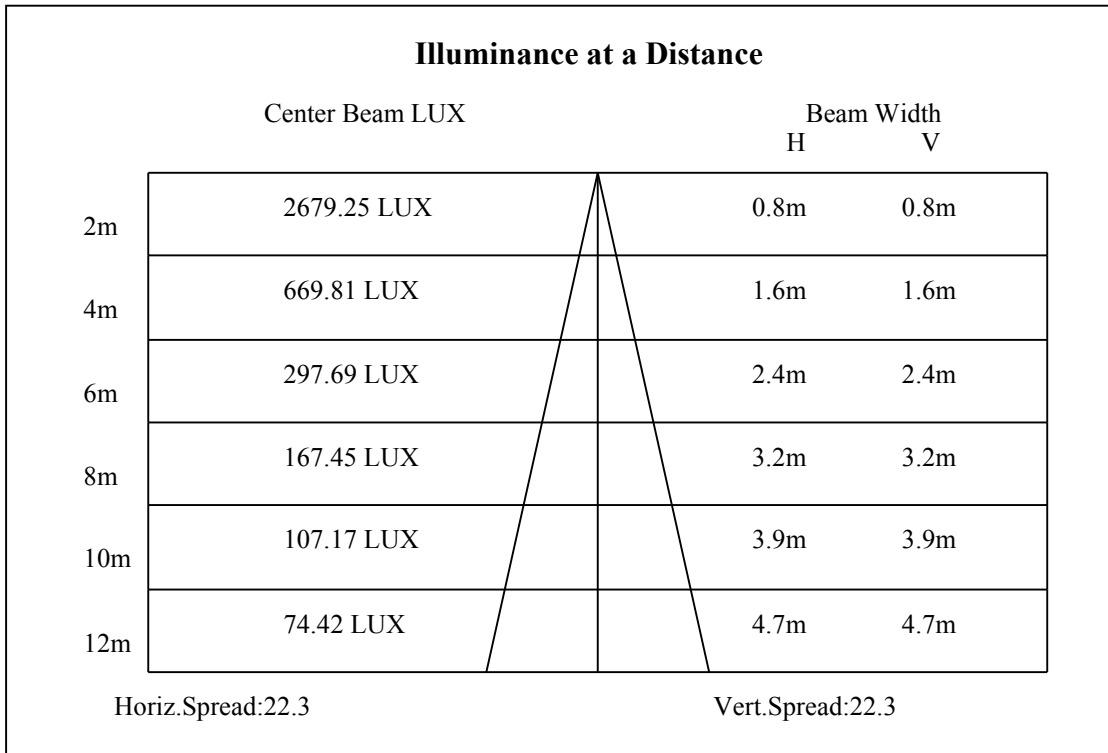 Illuminance at a Distance
Center Beam LUX Beam Width
H V
2m 2679.25 LUX 0.8m 0.8m
4m 669.81 LUX 1.6m 1.6m
6m 297.69 LUX 2.4m 2.4m
8m 167.45 LUX 3.2m 3.2m
10m 107.17 LUX 3.9m 3.9m
12m 74.42 LUX 4.7m 4.7m
Horiz.Spread:22.3 Vert.Spread:22.3